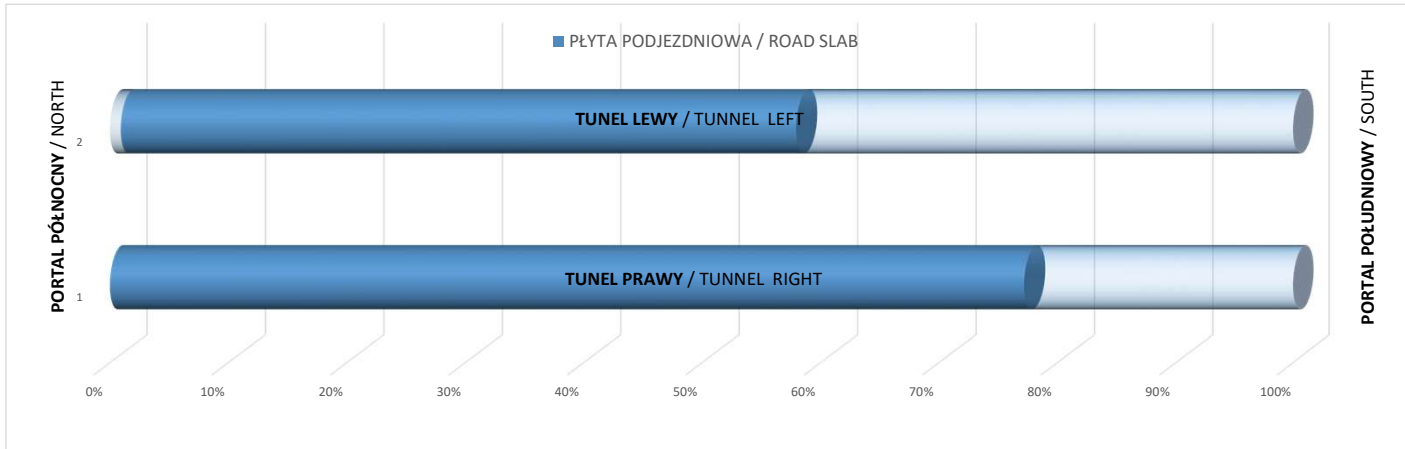 PŁYTA PODJEZDNIOWA / ROAD SLAB
PORTAL PÓŁNOCNY / NORTH
2
TUNEL LEWY / TUNNEL LEFT
PORTAL POŁUDNIOWY / SOUTH
1
TUNEL PRAWY / TUNNEL RIGHT
0% 10% 20% 30% 40% 50% 60% 70% 80% 90% 100%